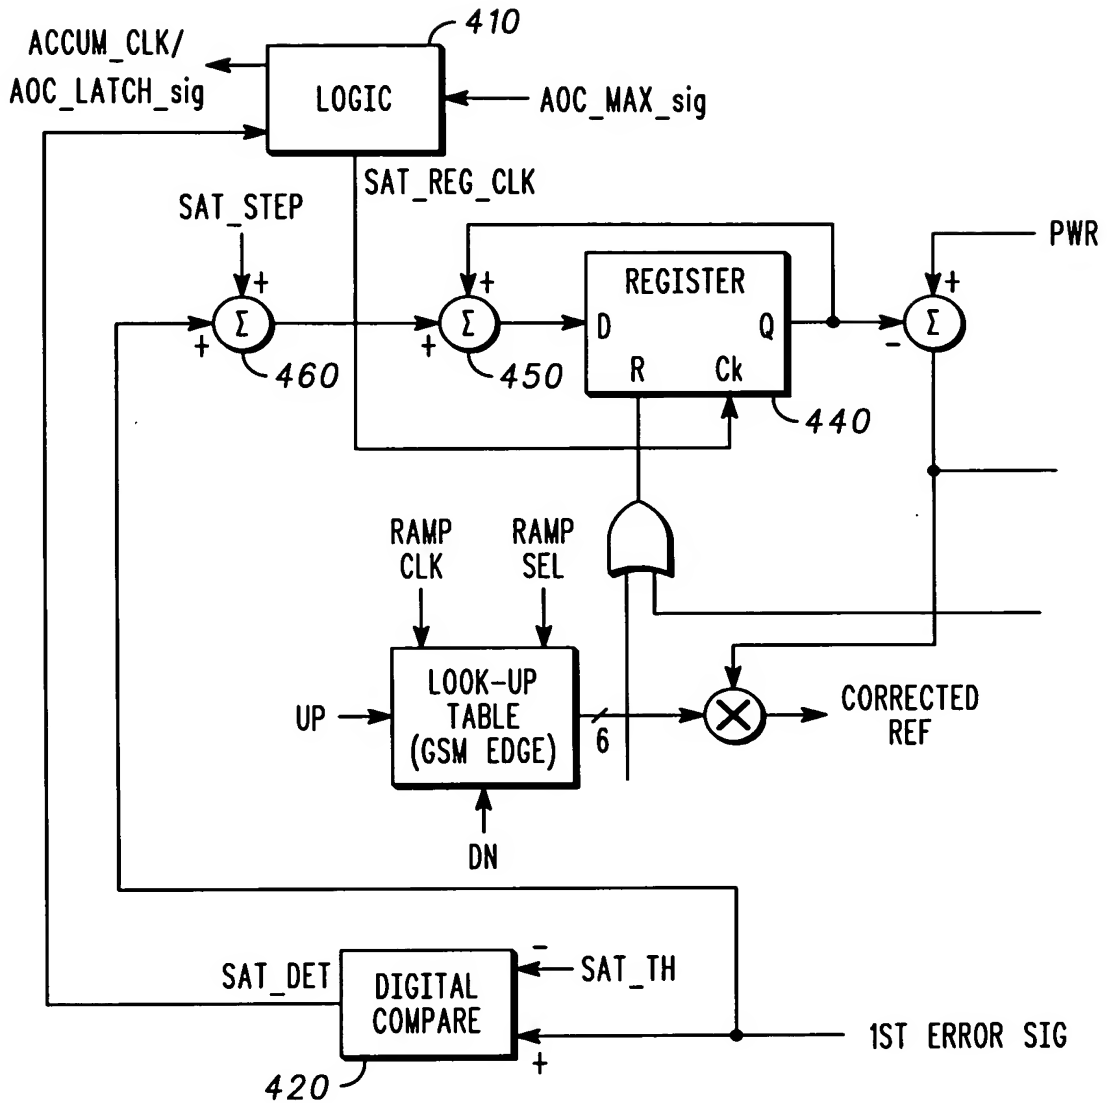 410
ACCUM_CLK/
AOC_LATCH_sig
LOGIC
AOC_MAX_sig
SAT_REG_CLK
SAT_STEP
PWR
+
+
+
REGISTER
Σ
Σ
D
Q
Σ
+
+
-
R
Ck
460
450
440
RAMP
CLK
RAMP
SEL
LOOK-UP
TABLE
(GSM EDGE)
UP
6
CORRECTED
REF
DN
-
SAT_DET
SAT_TH
DIGITAL
COMPARE
1ST ERROR SIG
+
420